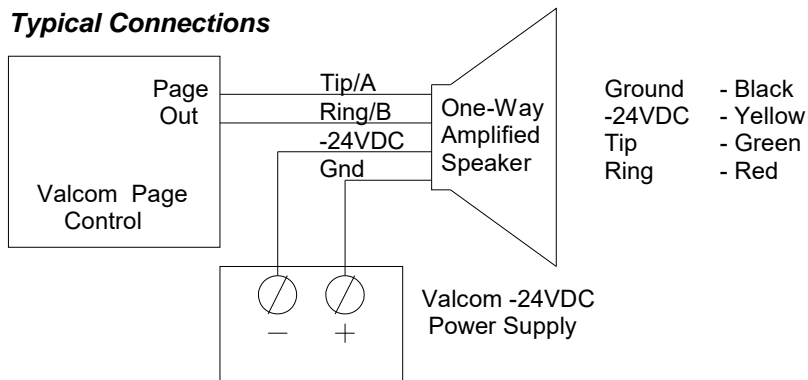 Typical Connections
Page
Out
Valcom Page
Control
Tip/A
Ring/B
-24VDC
Gnd
One-Way
Amplified
Speaker
Ground - Black
-24VDC - Yellow
Tip - Green
Ring - Red
— +
Valcom -24VDC
Power Supply